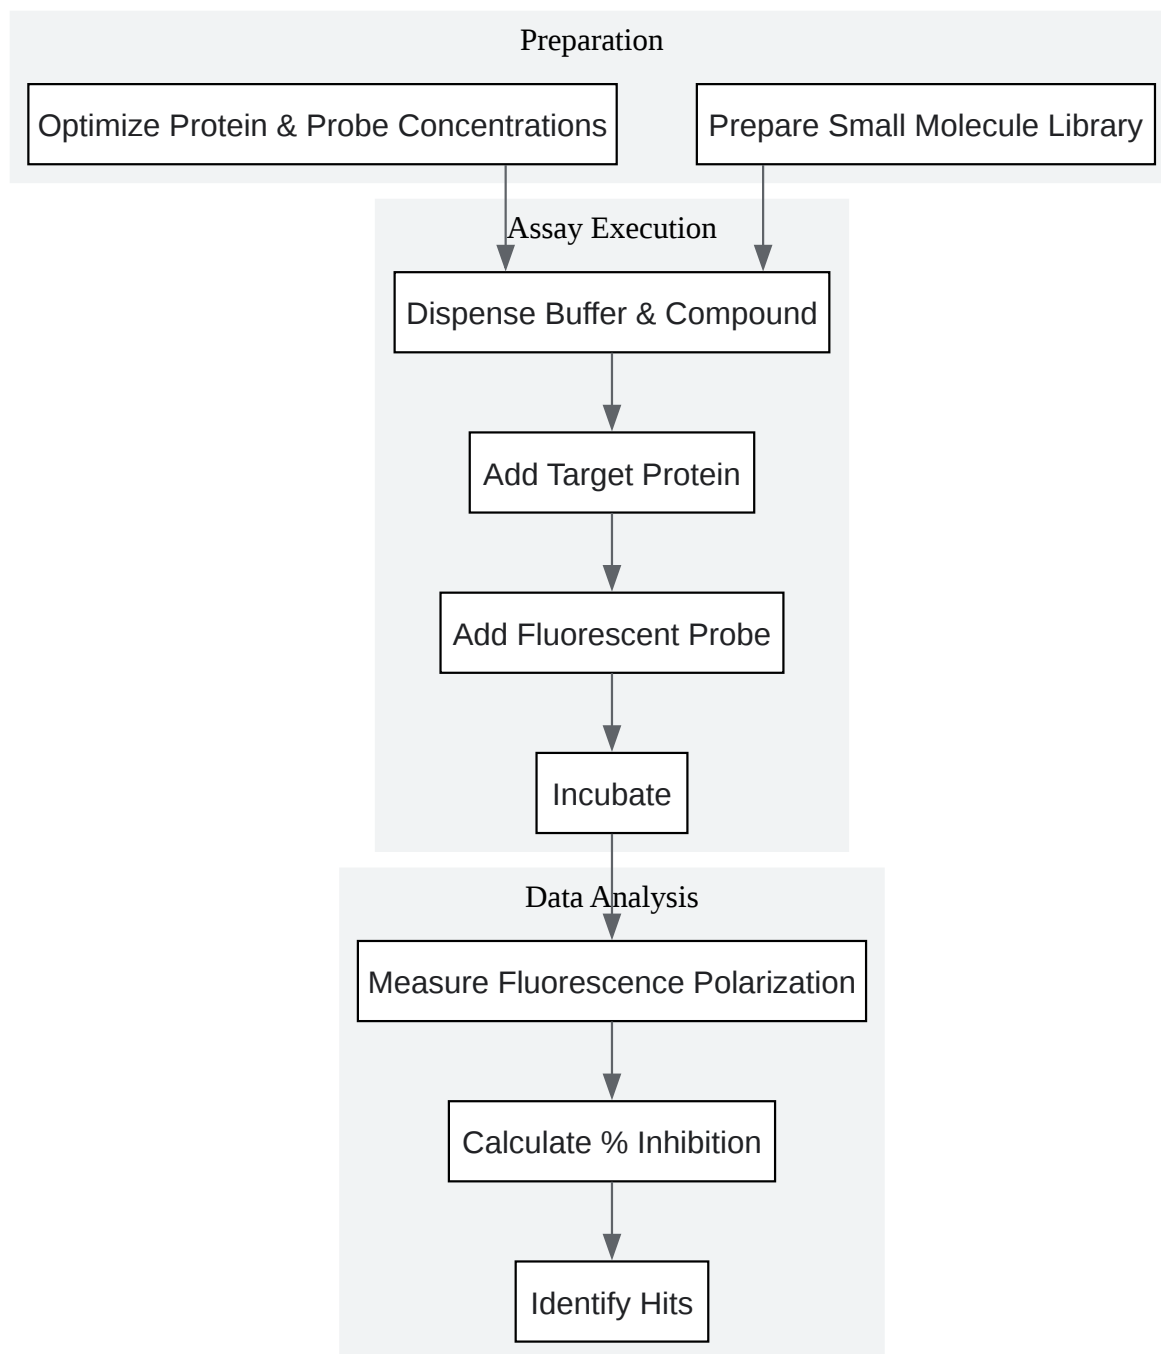 Preparation
Optimize Protein & Probe Concentrations
Prepare Small Molecule Library
Assay Execution
Dispense Buffer & Compound
Add Target Protein
Add Fluorescent Probe
Incubate
Data Analysis
Measure Fluorescence Polarization
Calculate % Inhibition
Identify Hits